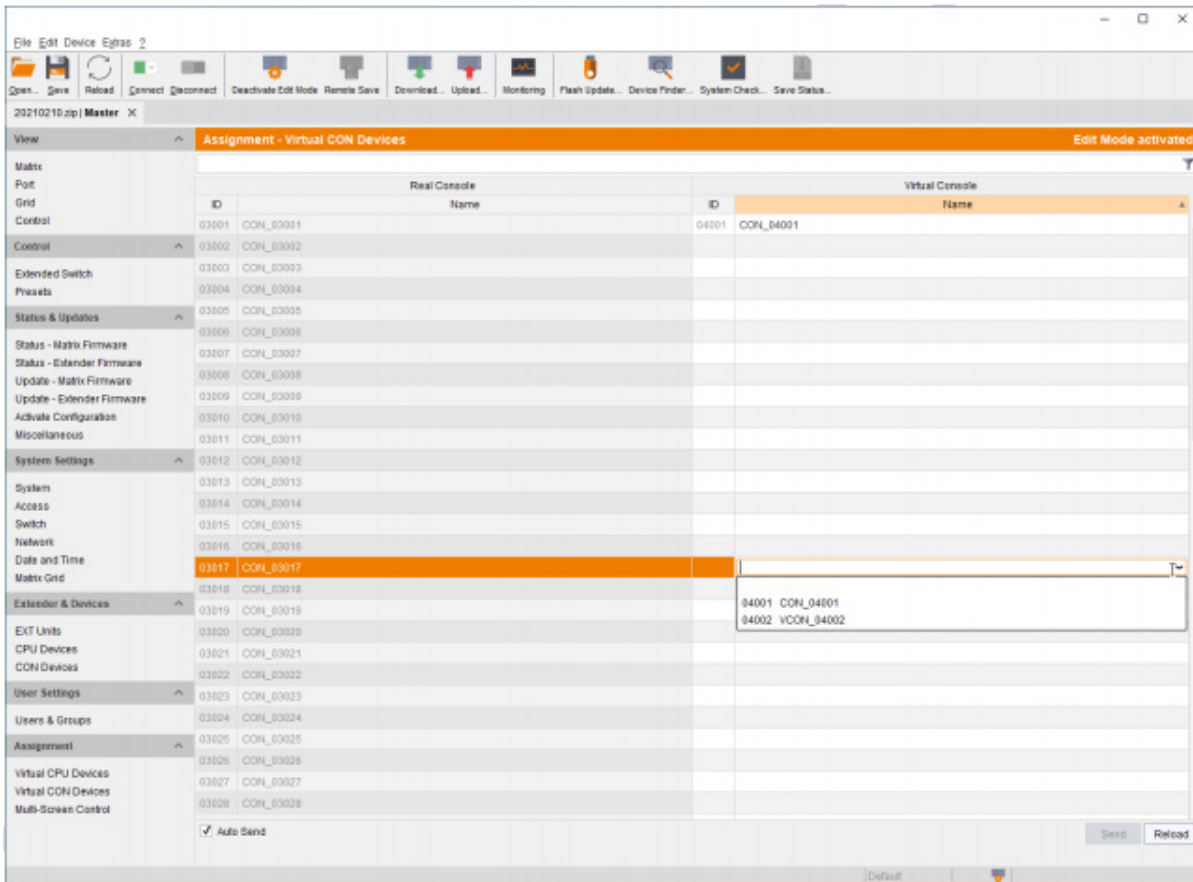 File Edit Device Extras ?
Open... Save Reload Connect Disconnect Deactivate Edit Mode Remote Save Download... Upload... Monitoring Flash Update... Device Finder... System Check... Save Status...
20210210.zip | Master X
View
Matrix
Port
Grid
Control
Control
Extended Switch
Presets
Status & Updates
Status - Matrix Firmware
Status - Extender Firmware
Update - Matrix Firmware
Update - Extender Firmware
Activate Configuration
Miscellaneous
System Settings
System
Access
Switch
Network
Date and Time
Matrix Grid
Extender & Devices
EXT Units
CPU Devices
CON Devices
User Settings
Users & Groups
Assignment
Virtual CPU Devices
Virtual CON Devices
Multi-Screen Control
Assignment - Virtual CON Devices Edit Mode activated
Real Console Virtual Console
ID Name ID Name
03001 CON_03001 04001 CON_04001
03002 CON_03002
03003 CON_03003
03004 CON_03004
03005 CON_03005
03006 CON_03006
03007 CON_03007
03008 CON_03008
03009 CON_03009
03010 CON_03010
03011 CON_03011
03012 CON_03012
03013 CON_03013
03014 CON_03014
03015 CON_03015
03016 CON_03016
03017 CON_03017
03018 CON_03018
04001 CON_04001
03019 CON_03019
04002 VCON_04002
03020 CON_03020
03021 CON_03021
03022 CON_03022
03023 CON_03023
03024 CON_03024
03025 CON_03025
03026 CON_03026
03027 CON_03027
03028 CON_03028
Auto Send Send Reload
Default